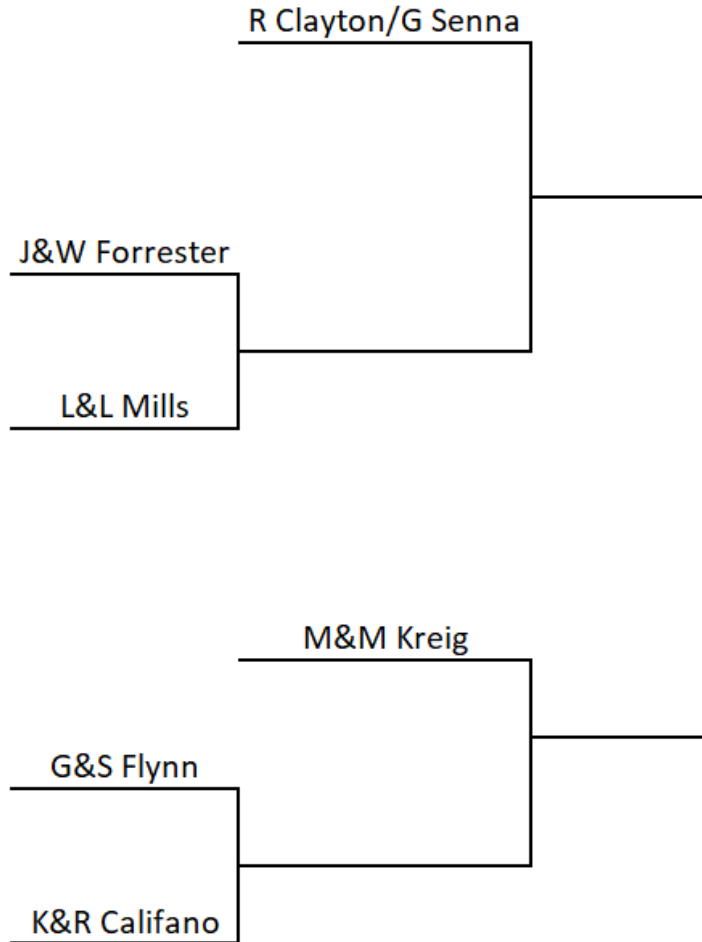 R Clayton/G Senna
J&W Forrester
L&L Mills
M&M Kreig
G&S Flynn
K&R Califano